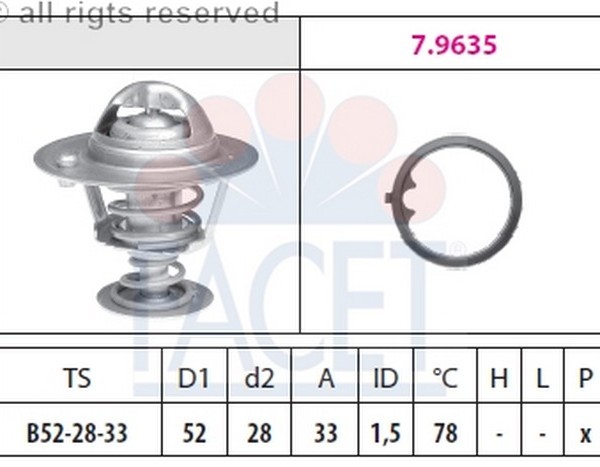 © all rigts reserved
7.9635
FACET®
TS D1 d2 A ID °C H L P
B52-28-33 52 28 33 1,5 78 - - x